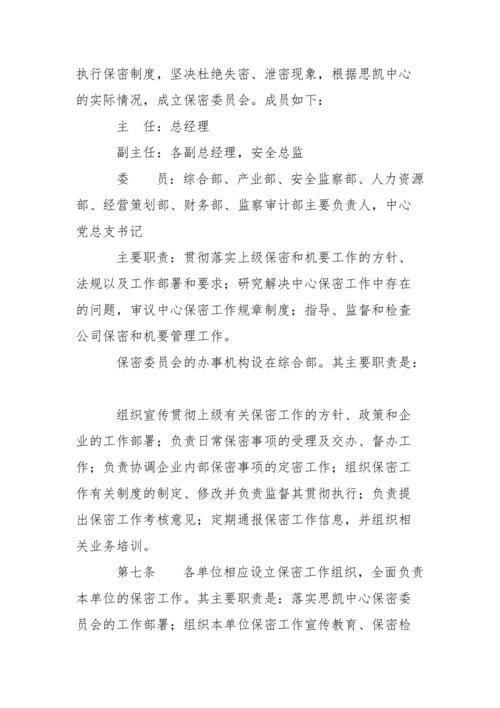 执行保密制度，坚决杜绝失密、泄密现象，根据思凯中心
的实际情况，成立保密委员会。成员如下：
主　任：总经理
副主任：各副总经理，安全总监
委　　员：综合部、产业部、安全监察部、人力资源
部、经营策划部、财务部、监察审计部主要负责人，中心
党总支书记
主要职责：贯彻落实上级保密和机要工作的方针、
法规以及工作部署和要求；研究解决中心保密工作中存在
的问题，审议中心保密工作规章制度；指导、监督和检查
公司保密和机要管理工作。
保密委员会的办事机构设在综合部。其主要职责是：
组织宣传贯彻上级有关保密工作的方针、政策和企
业的工作部署；负责日常保密事项的受理及交办、督办工
作；负责协调企业内部保密事项的定密工作；组织保密工
作有关制度的制定、修改并负责监督其贯彻执行；负责提
出保密工作考核意见；定期通报保密工作信息，并组织相
关业务培训。
第七条　　各单位相应设立保密工作组织，全面负责
本单位的保密工作。其主要职责是：落实思凯中心保密委
员会的工作部署；组织本单位保密工作宣传教育、保密检